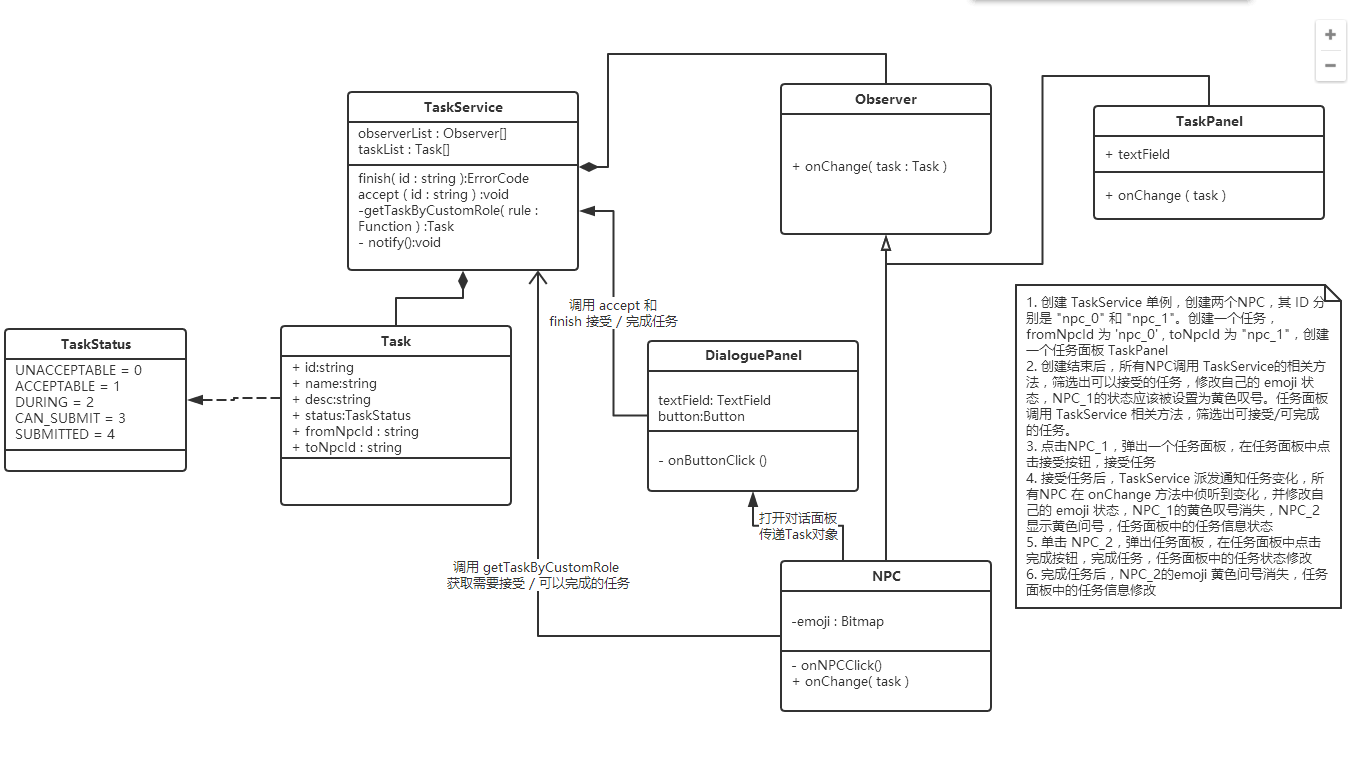 TaskService
observerList : Observer[]
taskList : Task[]
finish( id : string ):ErrorCode
accept ( id : string ) :void
-getTaskByCustomRole( rule :
Function ) :Task
- notify():void
Observer
+ onChange( task : Task )
TaskPanel
+ textField
+ onChange ( task )
调用 accept 和
finish 接受 / 完成任务
TaskStatus
UNACCEPTABLE = 0
ACCEPTABLE = 1
DURING = 2
CAN_SUBMIT = 3
SUBMITTED = 4
Task
+ id:string
+ name:string
+ desc:string
+ status:TaskStatus
+ fromNpcId : string
+ toNpcId : string
DialoguePanel
textField: TextField
button:Button
- onButtonClick ()
打开对话面板
传递Task对象
调用 getTaskByCustomRole
获取需要接受 / 可以完成的任务
NPC
-emoji : Bitmap
- onNPCClick()
+ onChange( task )
1. 创建 TaskService 单例，创建两个NPC，其 ID 分
别是 "npc_0" 和 "npc_1"。创建一个任务，
fromNpcId 为 'npc_0' , toNpcId 为 "npc_1"，创建
一个任务面板 TaskPanel
2. 创建结束后，所有NPC调用 TaskService的相关方
法，筛选出可以接受的任务，修改自己的 emoji 状
态，NPC_1的状态应该被设置为黄色叹号。任务面板
调用 TaskService 相关方法，筛选出可接受/可完成
的任务。
3. 点击NPC_1，弹出一个任务面板，在任务面板中点
击接受按钮，接受任务
4. 接受任务后，TaskService 派发通知任务变化，所
有NPC 在 onChange 方法中侦听到变化，并修改自
己的 emoji 状态，NPC_1的黄色叹号消失，NPC_2
显示黄色问号，任务面板中的任务信息状态
5. 单击 NPC_2，弹出任务面板，在任务面板中点击
完成按钮，完成任务，任务面板中的任务状态修改
6. 完成任务后，NPC_2的emoji 黄色问号消失，任务
面板中的任务信息修改